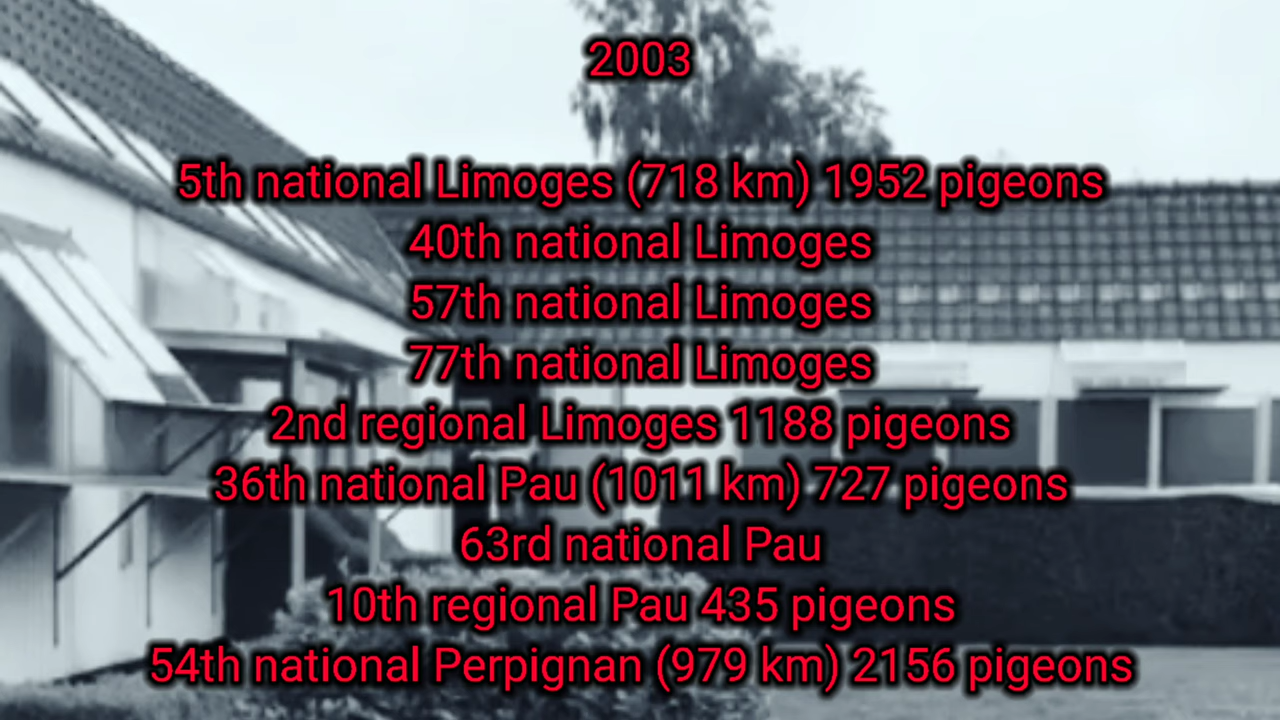 2003
5th national Limoges (718 km) 1952 pigeons
40th national Limoges
57th national Limoges
77th national Limoges
2nd regional Limoges 1188 pigeons
36th national Pau (1011 km) 727 pigeons
63rd national Pau
10th regional Pau 435 pigeons
54th national Perpignan (979 km) 2156 pigeons